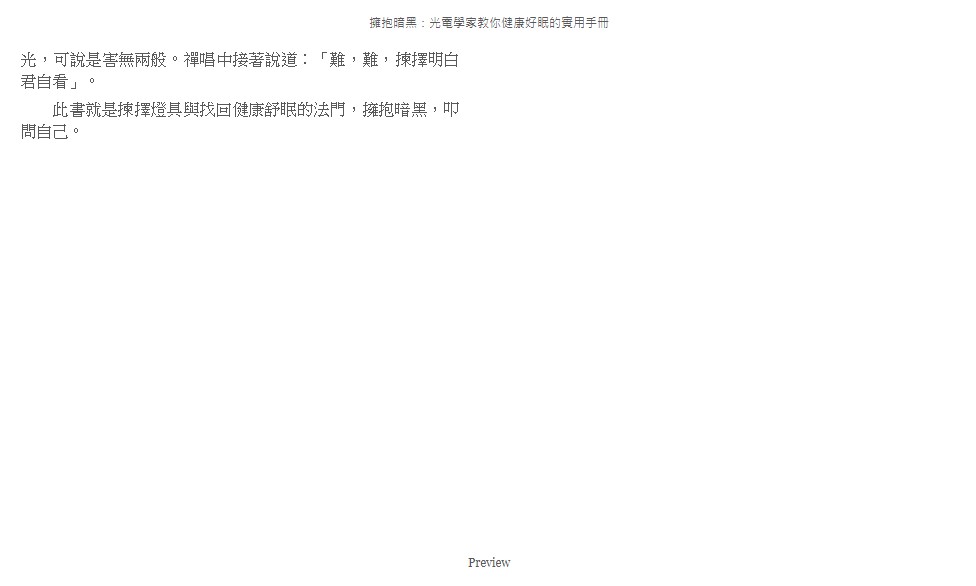 擁抱暗黑：光電學家教你健康好眠的實用手冊
光，可說是害無兩般。禪唱中接著說道：「難，難，揀擇明白
君自看」。
此書就是揀擇燈具與找回健康舒眠的法門，擁抱暗黑，叩
問自己。
Preview